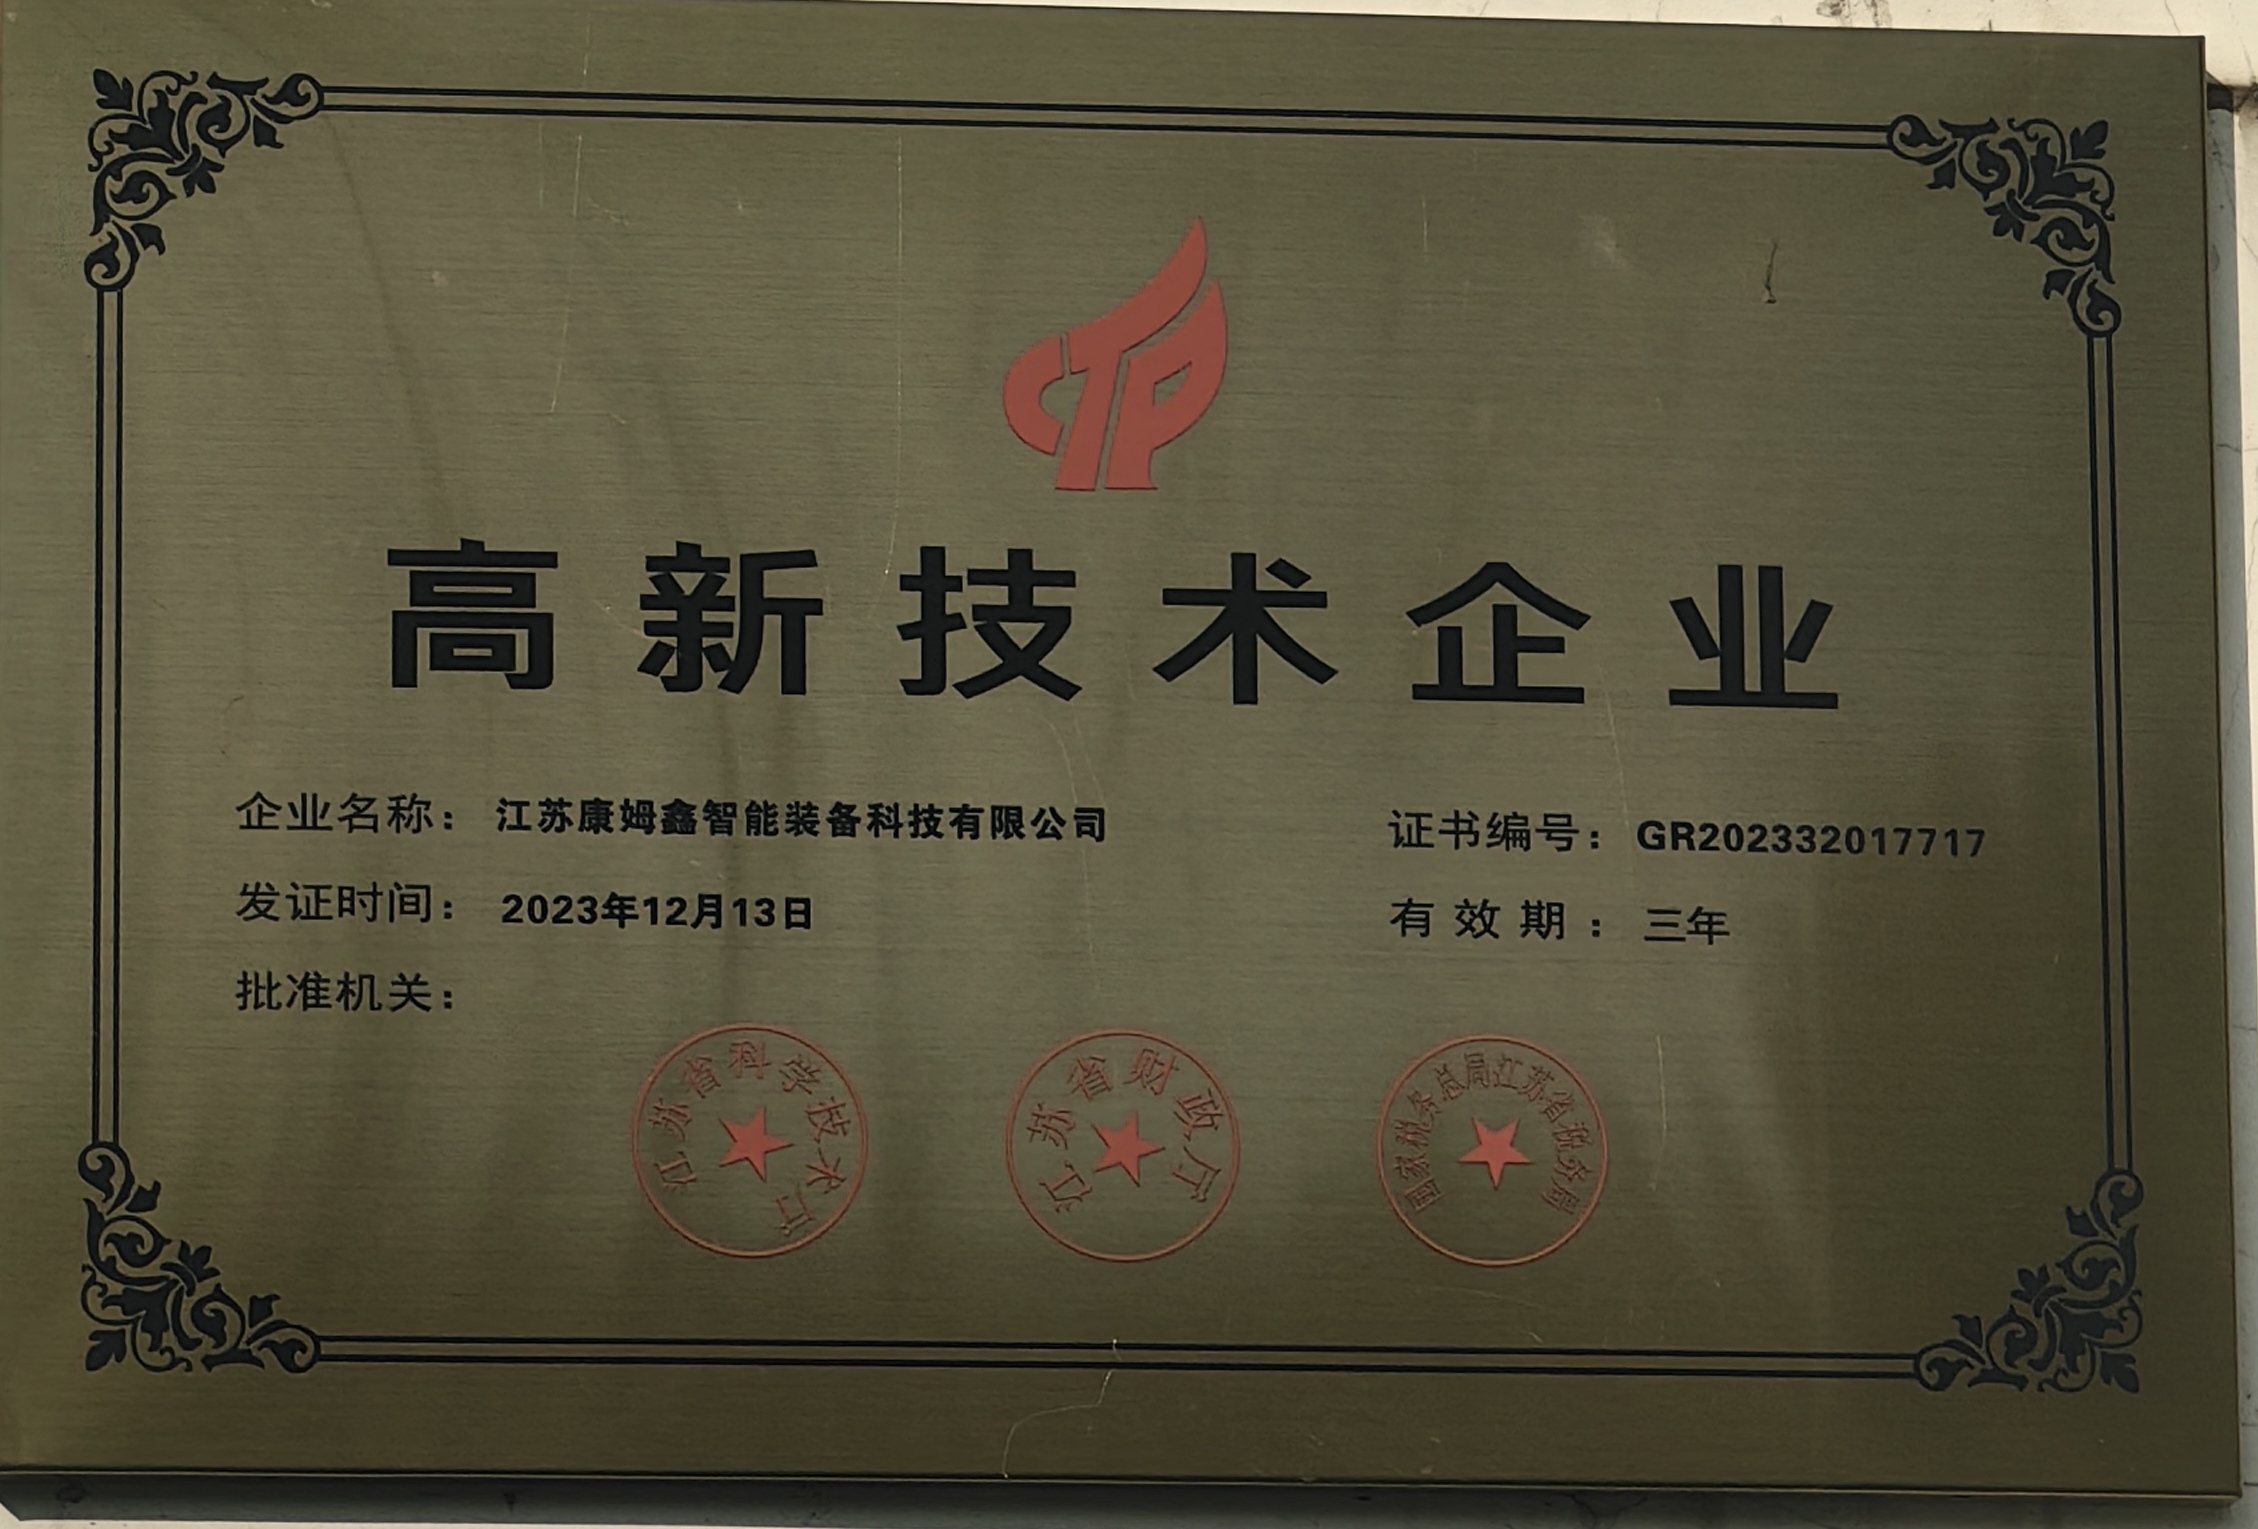 CTP
高新技术企业
企业名称：江苏康姆鑫智能装备科技有限公司
证书编号：GR202332017717
发证时间：2023年12月13日
有效期：三年
批准机关：
江苏省科学技术厅
江苏省财政厅
国家税务总局江苏省税务局